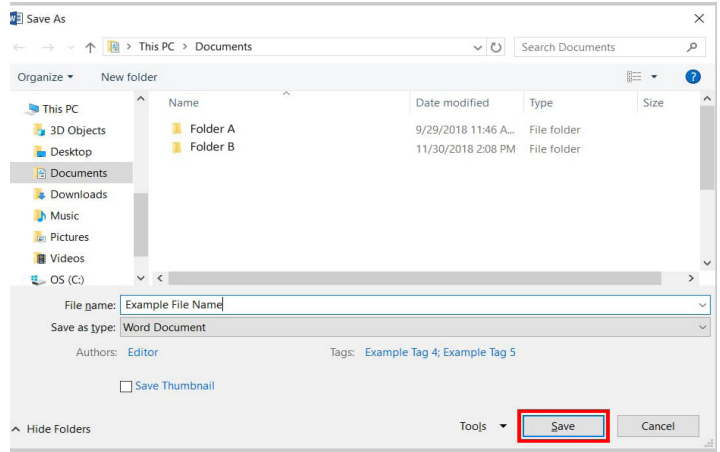 Save As
This PC > Documents
Search Documents
Organize
New folder
Name
Date modified
Type
Size
This PC
3D Objects
Desktop
Documents
Downloads
Music
Pictures
Videos
OS (C:)
Folder A
9/29/2018 11:46 A...
File folder
Folder B
11/30/2018 2:08 PM
File folder
File name: Example File Name
Save as type: Word Document
Authors: Editor
Tags: Example Tag 4; Example Tag 5
Save Thumbnail
Hide Folders
Tools
Save
Cancel